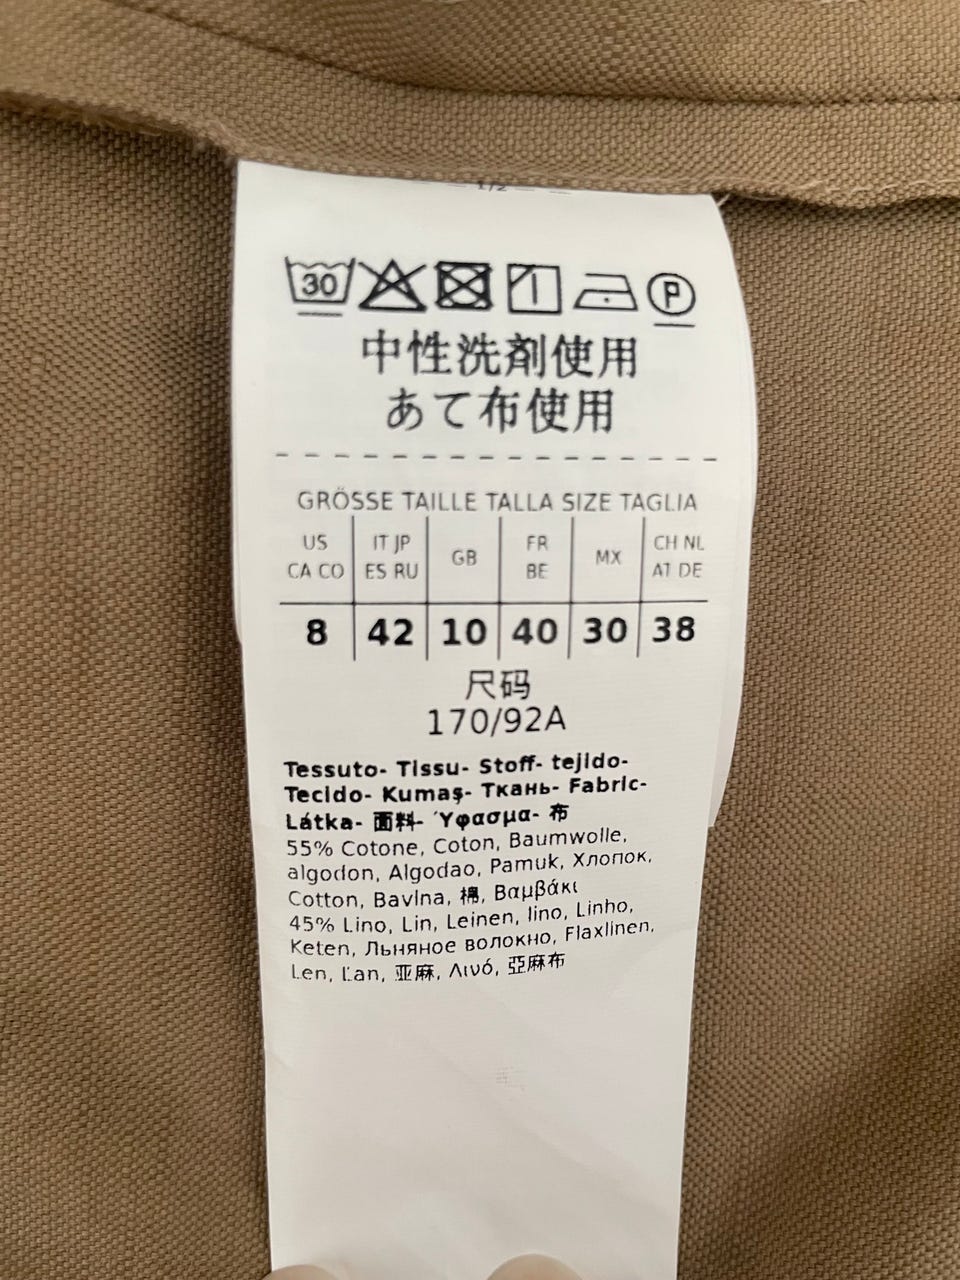 1/2
30 P
中性洗剤使用
あて布使用
GRÖSSE TAILLE TALLA SIZE TAGLIA
US IT JP GB FR MX CH NL
CA CO ES RU BE AT DE
8 42 10 40 30 38
尺码
170/92A
Tessuto- Tissu- Stoff- tejido-
Tecido- Kumaş- Ткань- Fabric-
Látka- 面料- Ύφασμα- 布
55% Cotone, Coton, Baumwolle,
algodon, Algodao, Pamuk, Хлопок,
Cotton, Bavlna, 棉, Βαμβάκι
45% Lino, Lin, Leinen, lino, Linho,
Keten, Льняное волокно, Flaxlinen,
Len, Ľan, 亚麻, Λινό, 亞麻布